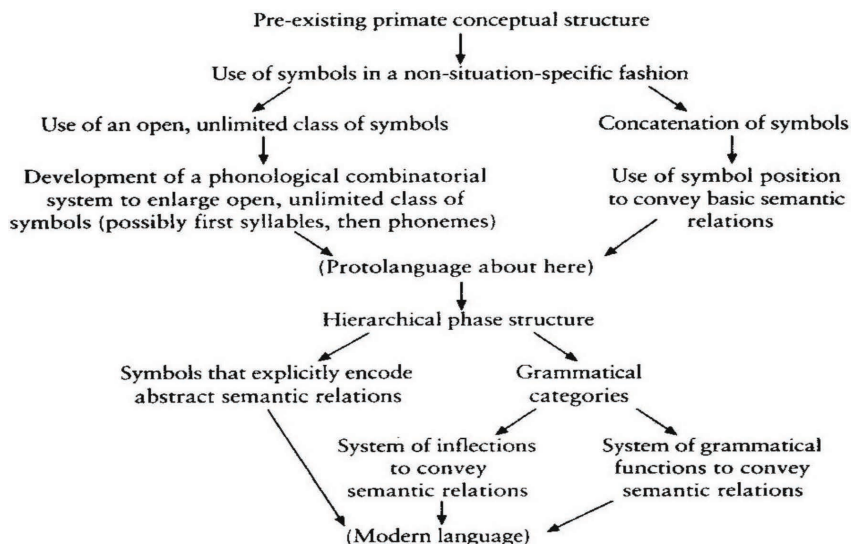 Pre-existing primate conceptual structure
Use of symbols in a non-situation-specific fashion
Use of an open, unlimited class of symbols
Concatenation of symbols
Development of a phonological combinatorial
system to enlarge open, unlimited class of
symbols (possibly first syllables, then phonemes)
Use of symbol position
to convey basic semantic
relations
(Protolanguage about here)
Hierarchical phase structure
Symbols that explicitly encode
abstract semantic relations
Grammatical
categories
System of inflections
to convey
semantic relations
System of grammatical
functions to convey
semantic relations
(Modern language)